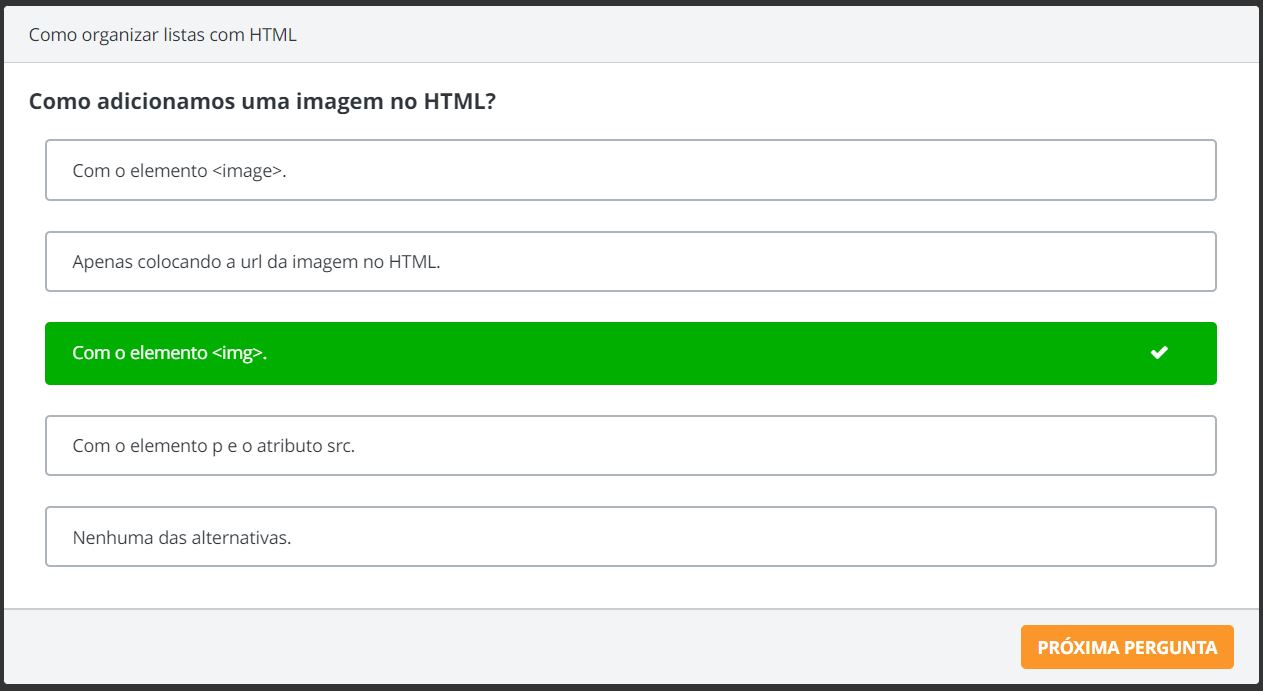 Como organizar listas com HTML
Como adicionamos uma imagem no HTML?
Com o elemento <image>.
Apenas colocando a url da imagem no HTML.
Com o elemento <img>.
Com o elemento p e o atributo src.
Nenhuma das alternativas.
PRÓXIMA PERGUNTA